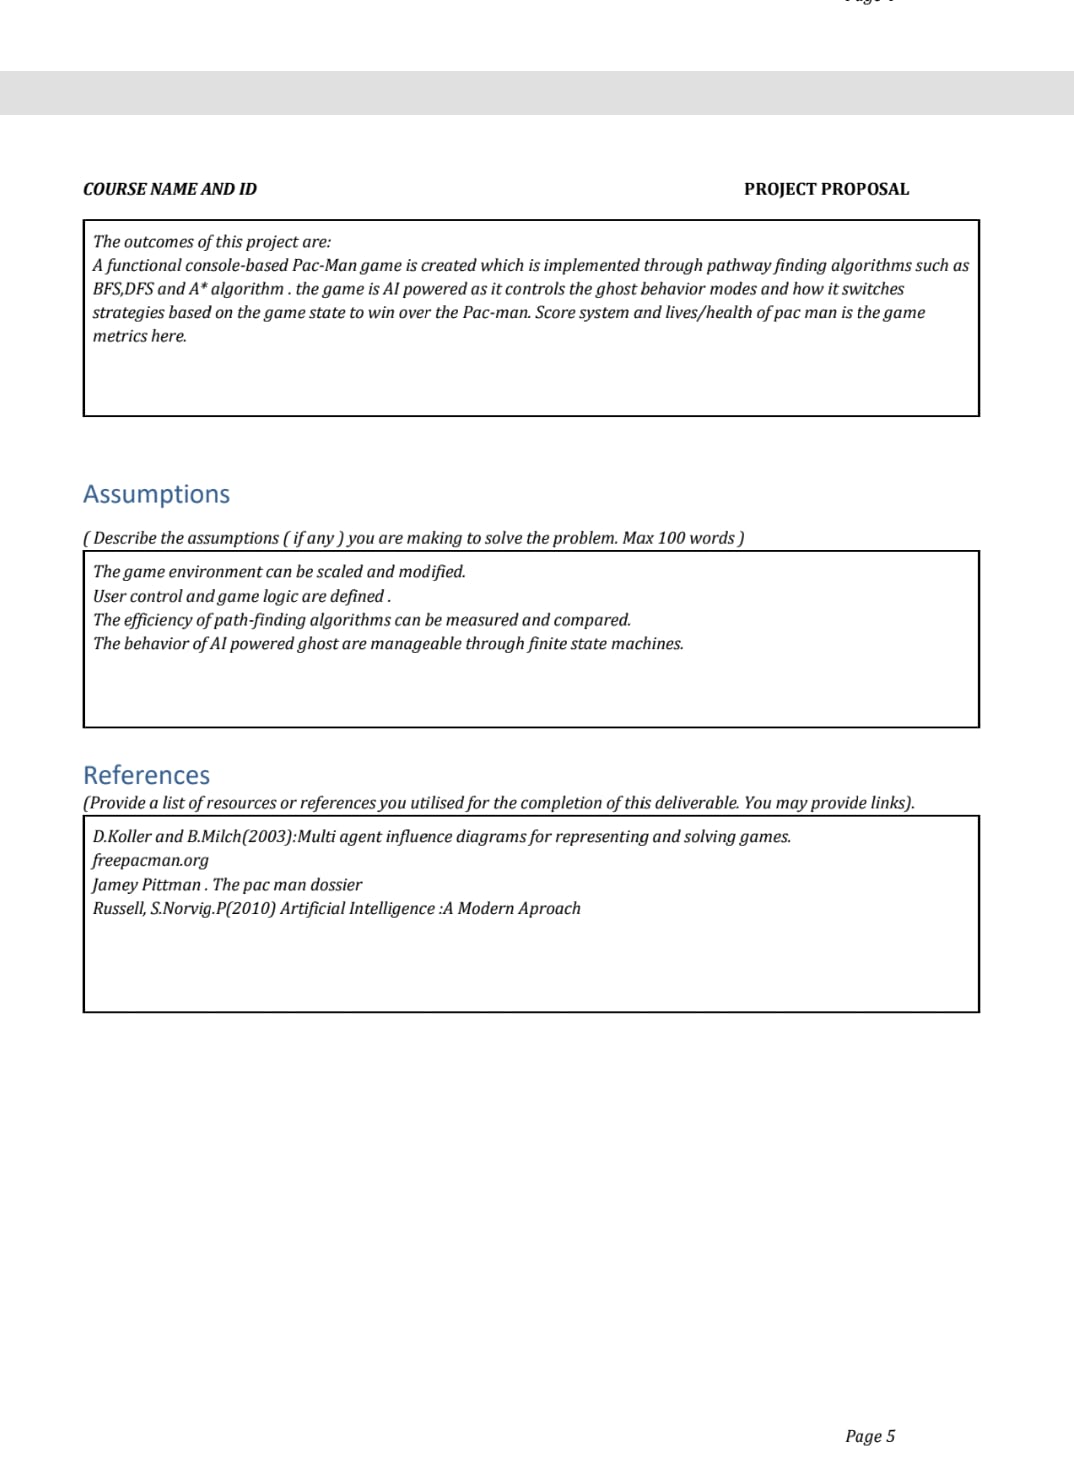 COURSE NAME AND ID
PROJECT PROPOSAL
The outcomes of this project are:
A functional console-based Pac-Man game is created which is implemented through pathway finding algorithms such as
BFS,DFS and A* algorithm . the game is AI powered as it controls the ghost behavior modes and how it switches
strategies based on the game state to win over the Pac-man. Score system and lives/health of pac man is the game
metrics here.
Assumptions
( Describe the assumptions ( if any ) you are making to solve the problem. Max 100 words )
The game environment can be scaled and modified.
User control and game logic are defined .
The efficiency of path-finding algorithms can be measured and compared.
The behavior of AI powered ghost are manageable through finite state machines.
References
(Provide a list of resources or references you utilised for the completion of this deliverable. You may provide links).
D.Koller and B.Milch(2003):Multi agent influence diagrams for representing and solving games.
freepacman.org
Jamey Pittman . The pac man dossier
Russell, S.Norvig.P(2010) Artificial Intelligence :A Modern Aproach
Page 5